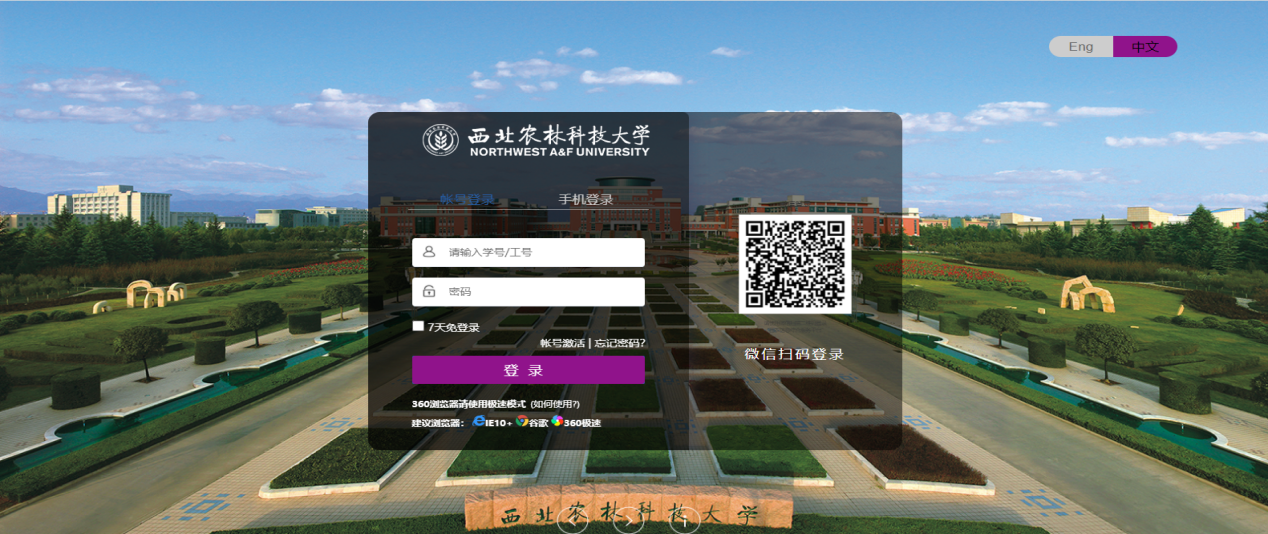 Eng 中文
西北农林科技大学
NORTHWEST A&F UNIVERSITY
帐号登录 手机登录
请输入学号/工号
密码
7天免登录
帐号激活 | 忘记密码?
登 录
360浏览器请使用极速模式 (如何使用?)
建议浏览器： IE10+ 谷歌 360极速
微信扫码登录
西北农林科技大学